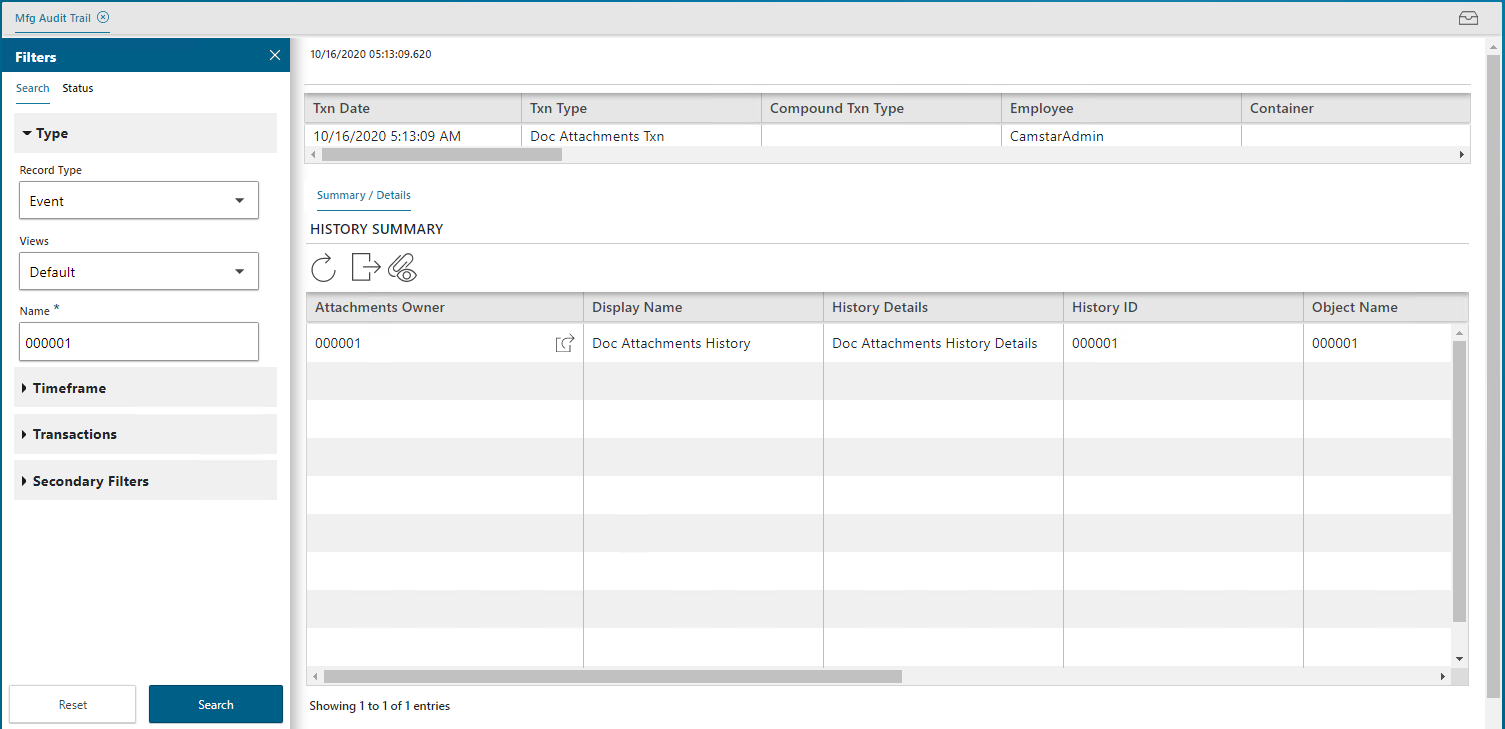 Mfg Audit Trail
Filters
Search Status
Type
Record Type
Event
Views
Default
Name *
000001
Timeframe
Transactions
Secondary Filters
Reset Search
10/16/2020 05:13:09.620
Txn Date Txn Type Compound Txn Type Employee Container
10/16/2020 5:13:09 AM Doc Attachments Txn CamstarAdmin
Summary / Details
HISTORY SUMMARY
Attachments Owner Display Name History Details History ID Object Name
000001 Doc Attachments History Doc Attachments History Details 000001 000001
Showing 1 to 1 of 1 entries